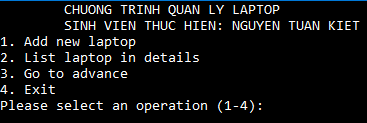 CHUONG TRINH QUAN LY LAPTOP
SINH VIEN THUC HIEN: NGUYEN TUAN KIET
1. Add new laptop
2. List laptop in details
3. Go to advance
4. Exit
Please select an operation (1-4):